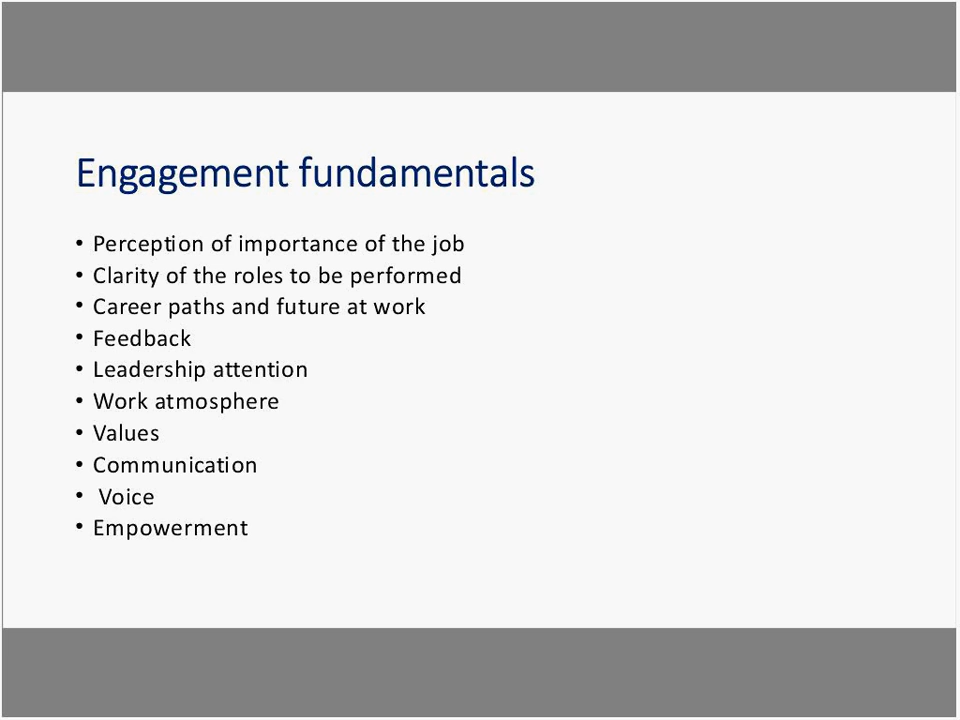 Engagement fundamentals
• Perception of importance of the job
• Clarity of the roles to be performed
• Career paths and future at work
• Feedback
• Leadership attention
• Work atmosphere
• Values
• Communication
• Voice
• Empowerment